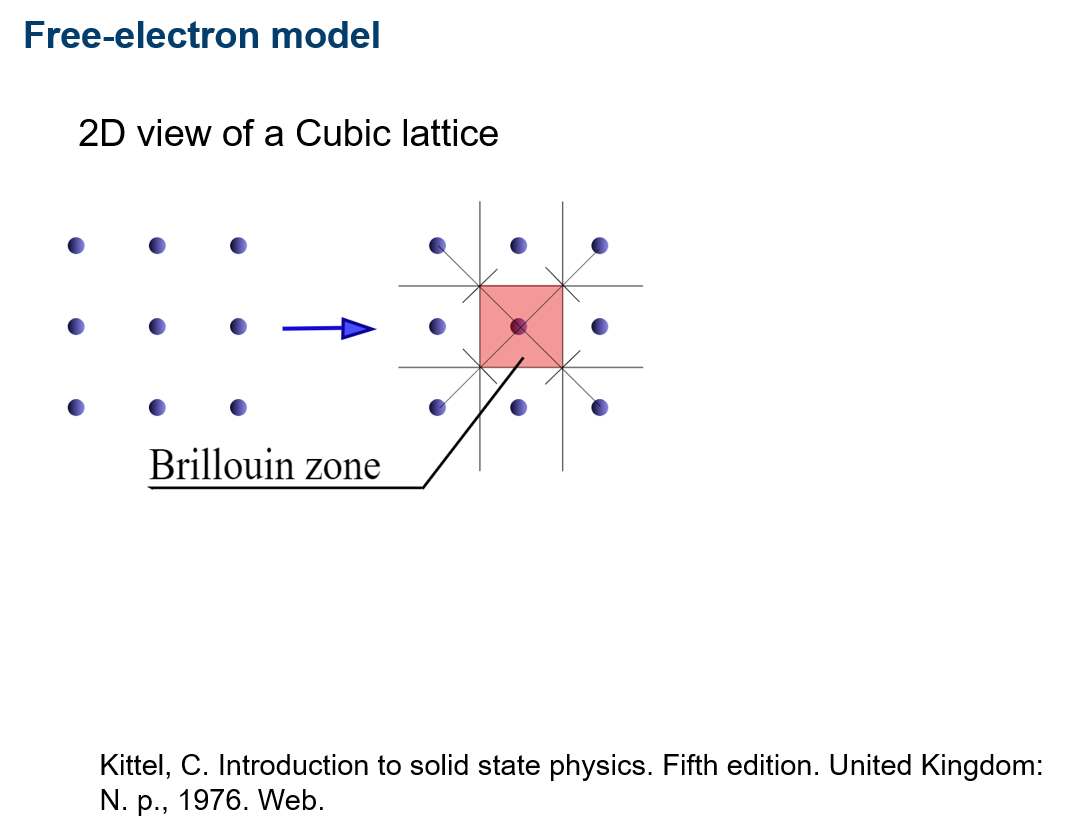 Free-electron model
2D view of a Cubic lattice
Brillouin zone
Kittel, C. Introduction to solid state physics. Fifth edition. United Kingdom:
N. p., 1976. Web.